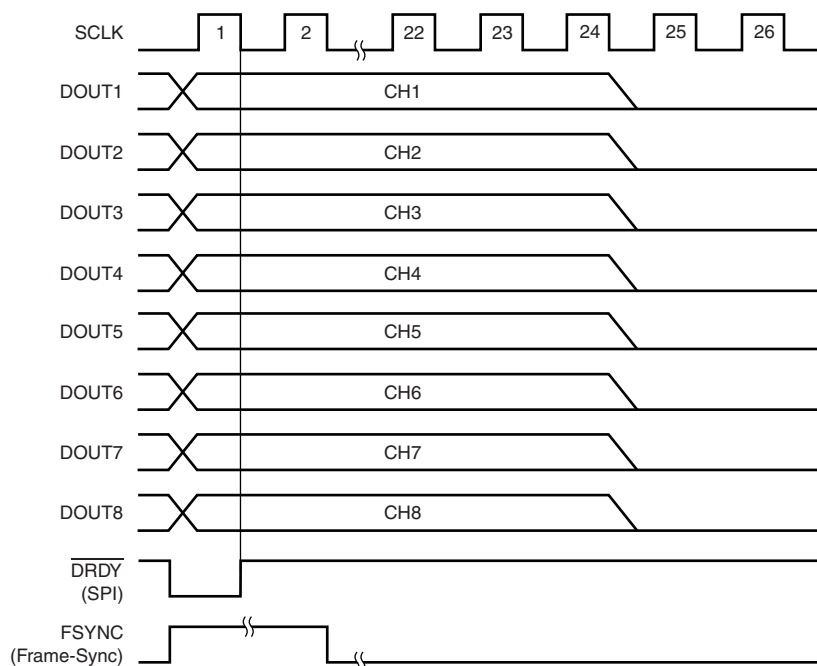 SCLK 1 2 22 23 24 25 26
DOUT1 CH1
DOUT2 CH2
DOUT3 CH3
DOUT4 CH4
DOUT5 CH5
DOUT6 CH6
DOUT7 CH7
DOUT8 CH8
DRDY
(SPI)
FSYNC
(Frame-Sync)